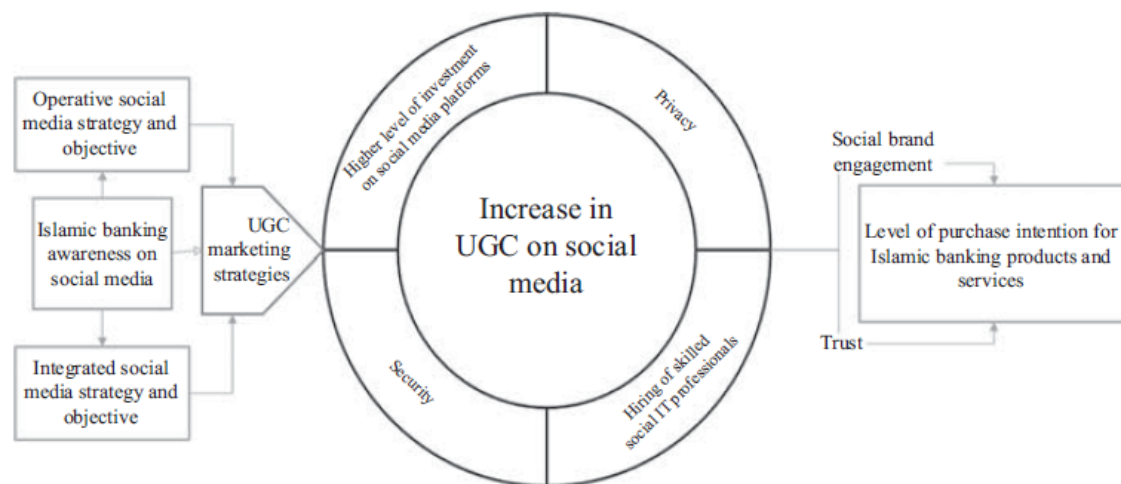 Operative social
media strategy and
objective
Islamic banking
awareness on
social media
Integrated social
media strategy and
objective
UGC
marketing
strategies
Higher level of investment
on social media platforms
Privacy
Increase in
UGC on social
media
Security
Hiring of skilled
social IT professionals
Social brand
engagement
Level of purchase intention for
Islamic banking products and
services
Trust